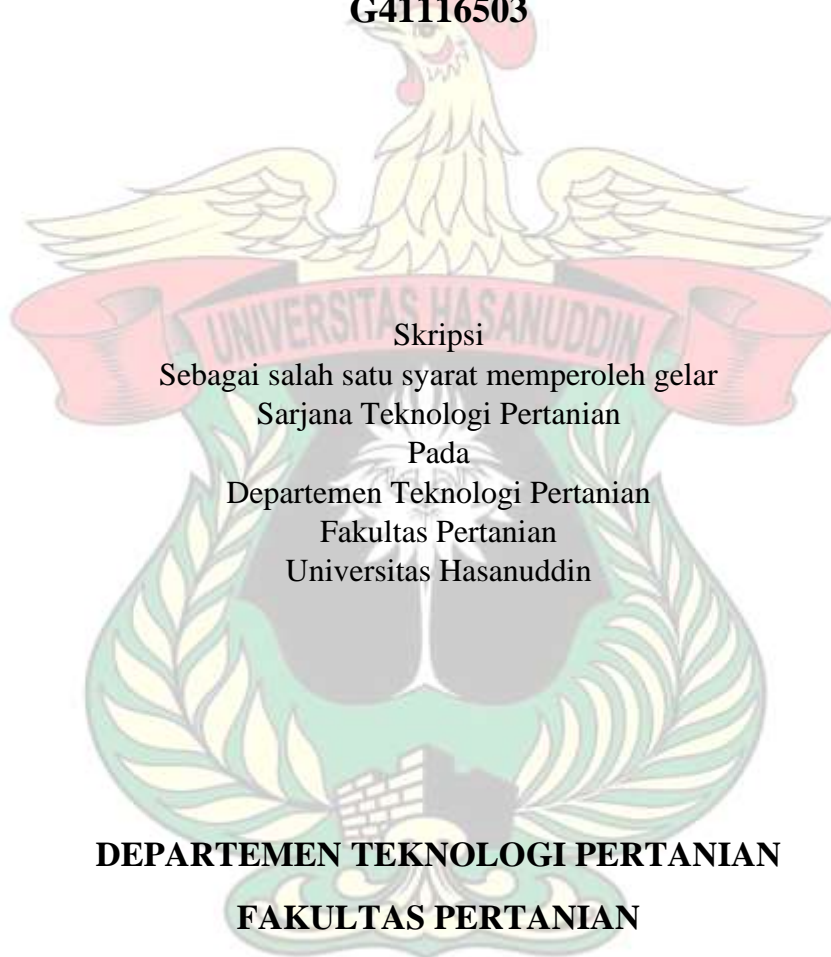 G41116503
UNIVERSITAS HASANUDDIN
Skripsi
Sebagai salah satu syarat memperoleh gelar
Sarjana Teknologi Pertanian
Pada
Departemen Teknologi Pertanian
Fakultas Pertanian
Universitas Hasanuddin
DEPARTEMEN TEKNOLOGI PERTANIAN
FAKULTAS PERTANIAN